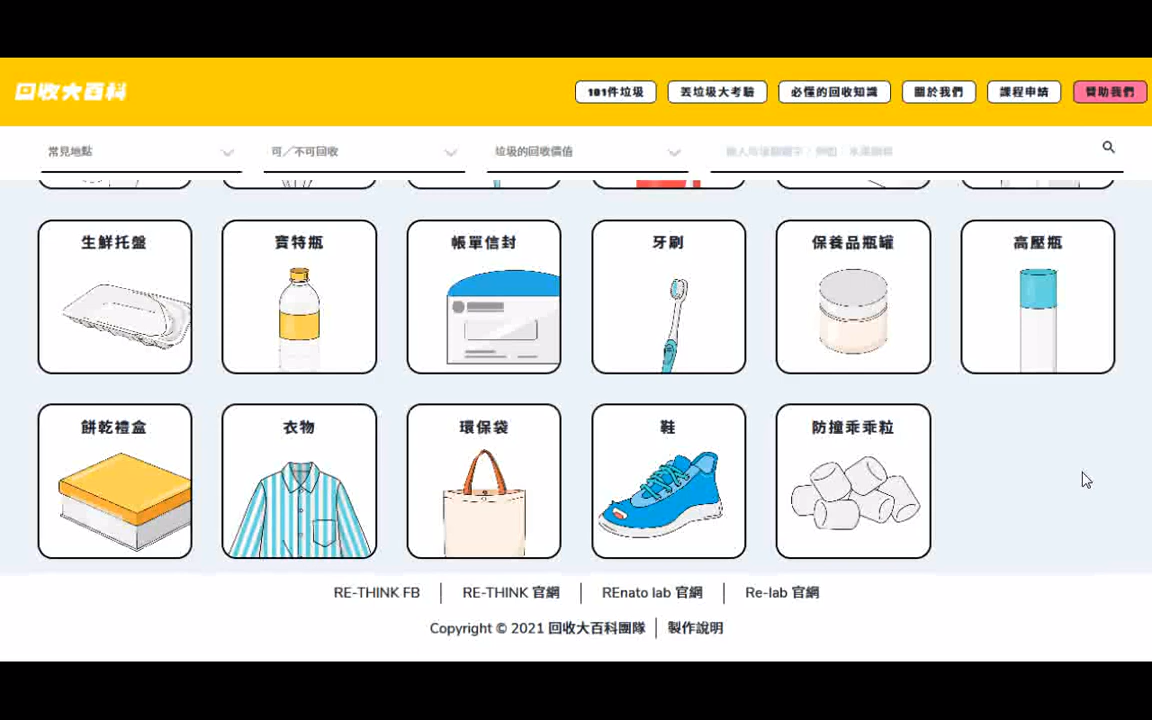 回收大百科
101件垃圾 丟垃圾大考驗 必懂的回收知識 關於我們 課程申請 贊助我們
常見地點 可／不可回收 垃圾的回收價值
生鮮托盤 寶特瓶 帳單信封 牙刷 保養品瓶罐 高壓瓶
餅乾禮盒 衣物 環保袋 鞋 防撞乖乖粒
RE-THINK FB RE-THINK 官網 REnato lab 官網 Re-lab 官網
Copyright © 2021 回收大百科團隊 製作說明